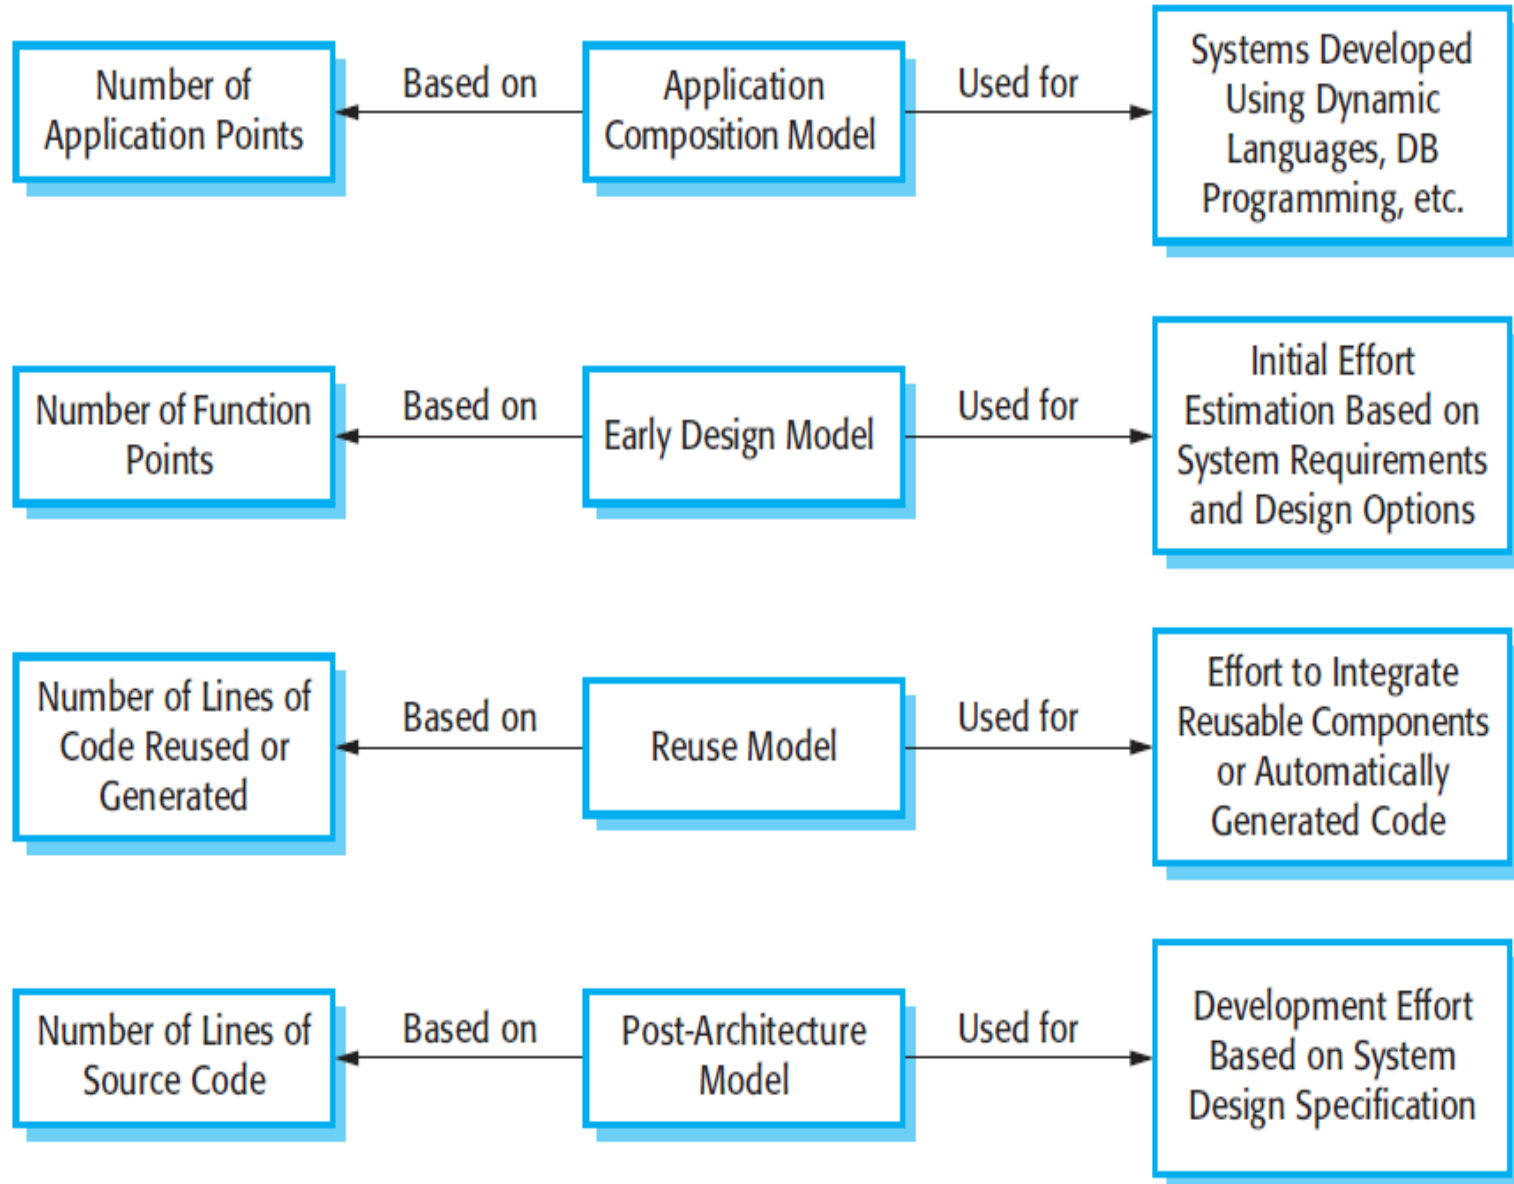 Number of
Application Points
Based on
Application
Composition Model
Used for
Systems Developed
Using Dynamic
Languages, DB
Programming, etc.
Number of Function
Points
Based on
Early Design Model
Used for
Initial Effort
Estimation Based on
System Requirements
and Design Options
Number of Lines of
Code Reused or
Generated
Based on
Reuse Model
Used for
Effort to Integrate
Reusable Components
or Automatically
Generated Code
Number of Lines of
Source Code
Based on
Post-Architecture
Model
Used for
Development Effort
Based on System
Design Specification